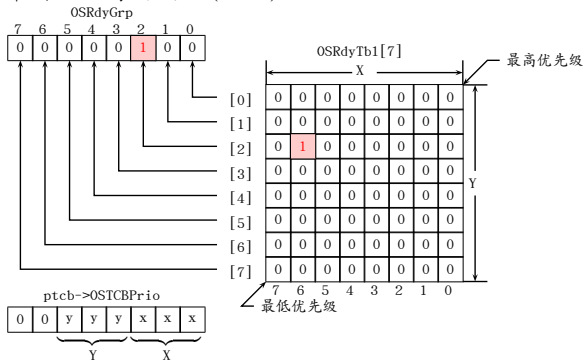 OSRdyGrp
7 6 5 4 3 2 1 0
0 0 0 0 0 1 0 0
OSRdyTbl[7]
X
最高优先级
[0] 0 0 0 0 0 0 0 0
[1] 0 0 0 0 0 0 0 0
[2] 0 1 0 0 0 0 0 0
[3] 0 0 0 0 0 0 0 0
Y
[4] 0 0 0 0 0 0 0 0
[5] 0 0 0 0 0 0 0 0
[6] 0 0 0 0 0 0 0 0
[7] 0 0 0 0 0 0 0 0
7 6 5 4 3 2 1 0
最低优先级
ptcb->OSTCBPrio
0 0 y y y x x x
Y X